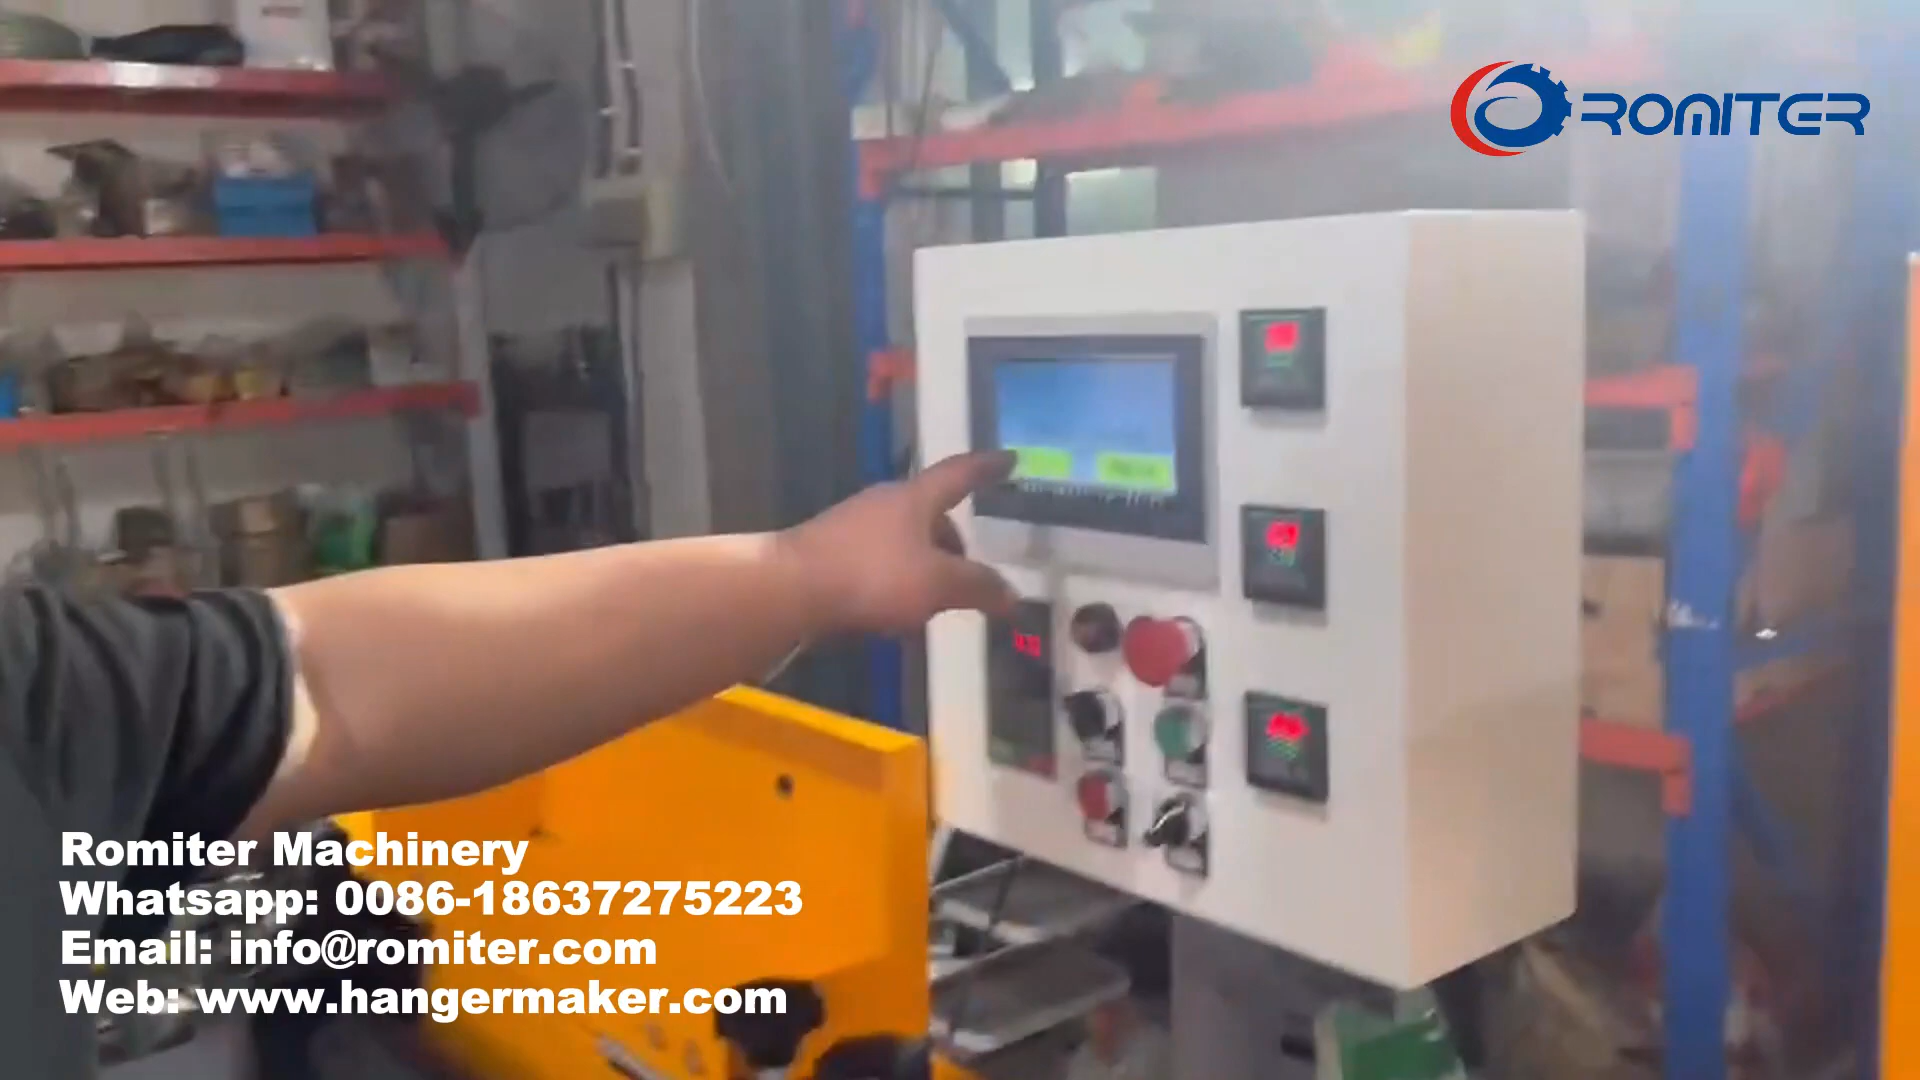 ROMITER
Romiter Machinery
Whatsapp: 0086-18637275223
Email: info@romiter.com
Web: www.hangermaker.com